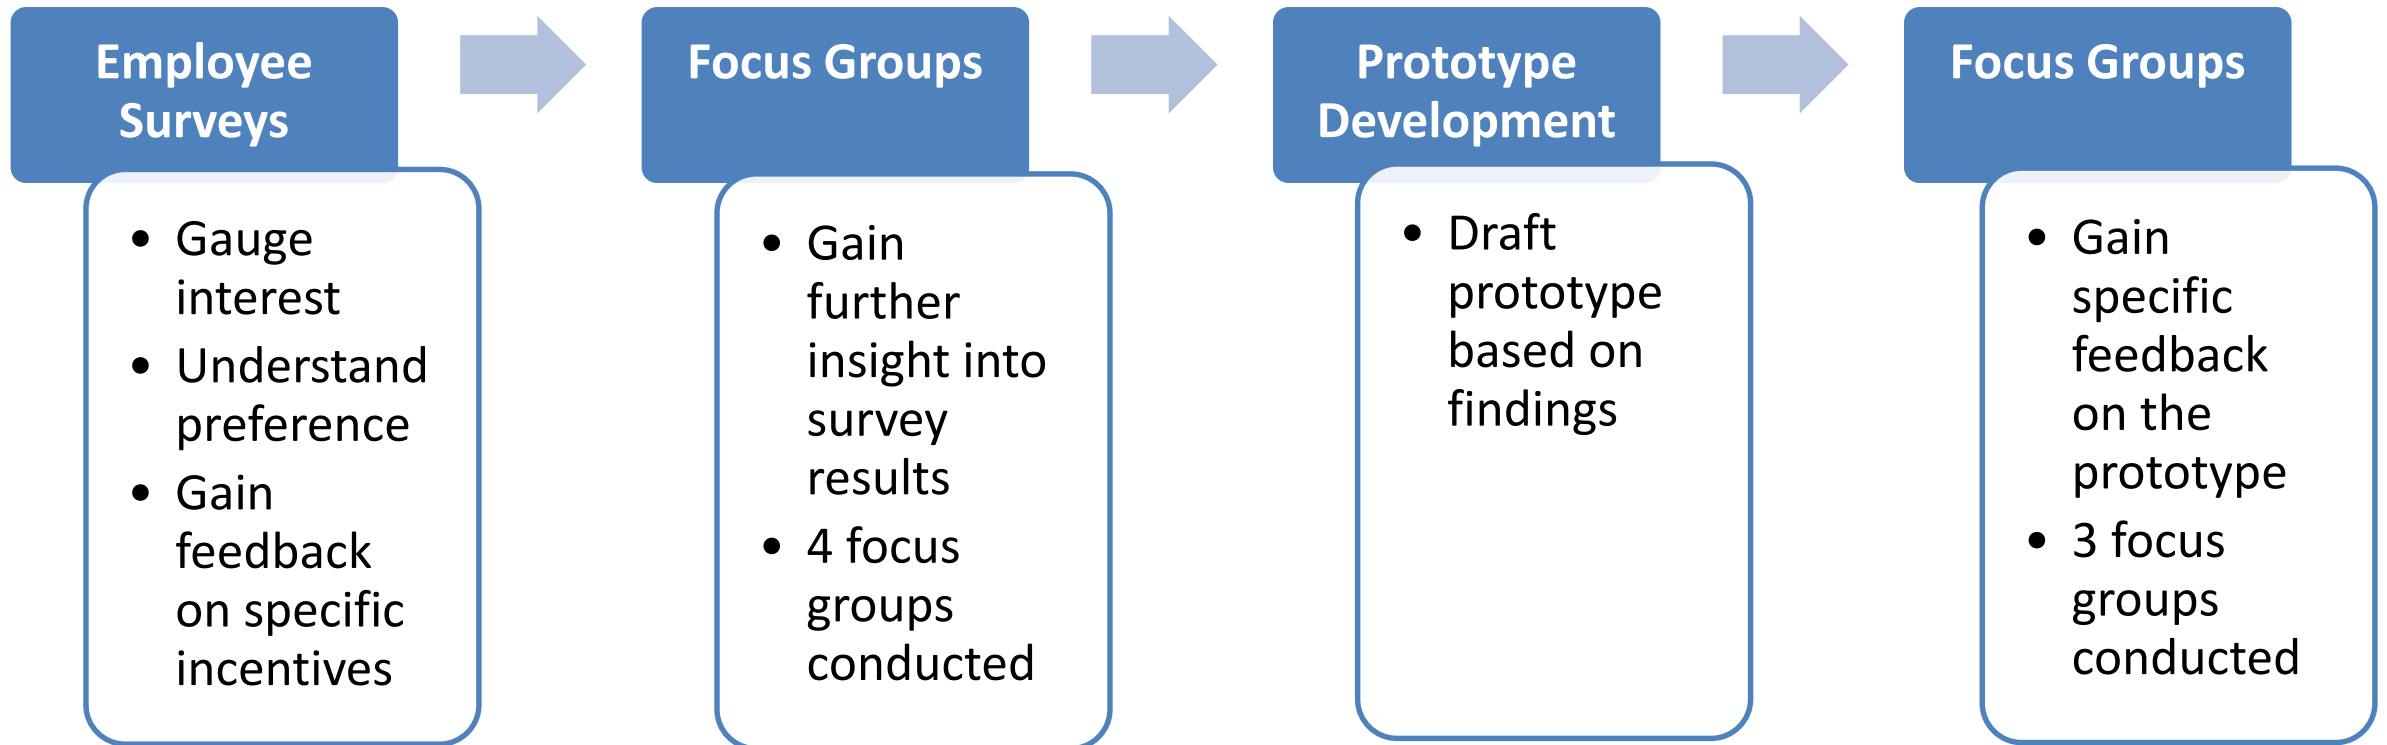 Employee
Surveys
• Gauge
interest
• Understand
preference
• Gain
feedback
on specific
incentives
Focus Groups
• Gain
further
insight into
survey
results
• 4 focus
groups
conducted
Prototype
Development
• Draft
prototype
based on
findings
Focus Groups
• Gain
specific
feedback
on the
prototype
• 3 focus
groups
conducted